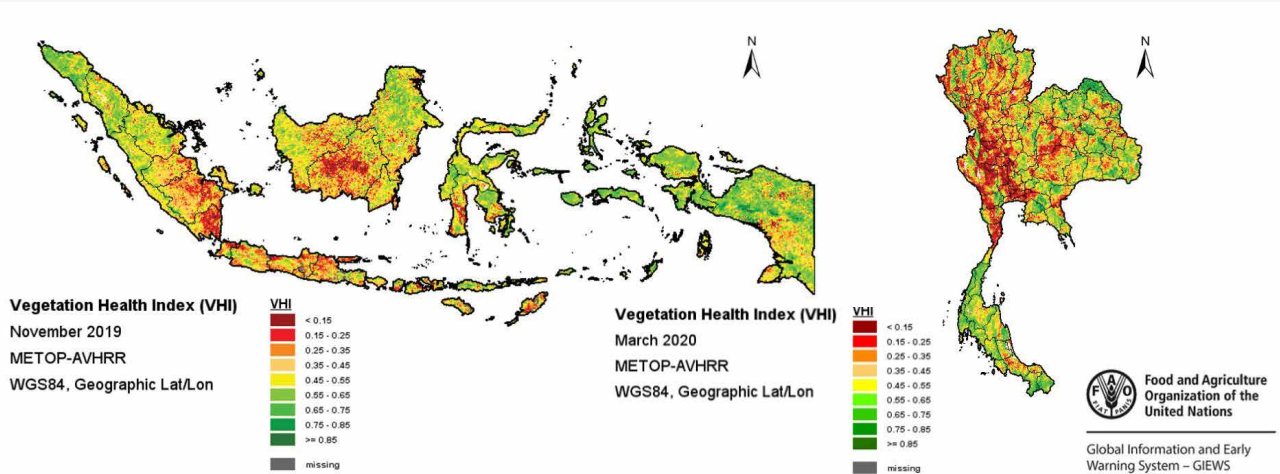 N
N
Vegetation Health Index (VHI)
November 2019
METOP-AVHRR
WGS84, Geographic Lat/Lon
VHI
< 0.15
0.15 - 0.25
0.25 - 0.35
0.35 - 0.45
0.45 - 0.55
0.55 - 0.65
0.65 - 0.75
0.75 - 0.85
>= 0.85
missing
Vegetation Health Index (VHI)
March 2020
METOP-AVHRR
WGS84, Geographic Lat/Lon
VHI
< 0.15
0.15 - 0.25
0.25 - 0.35
0.35 - 0.45
0.45 - 0.55
0.55 - 0.65
0.65 - 0.75
0.75 - 0.85
>= 0.85
missing
F A O
FIAT PANIS
Food and Agriculture
Organization of the
United Nations
Global Information and Early
Warning System – GIEWS